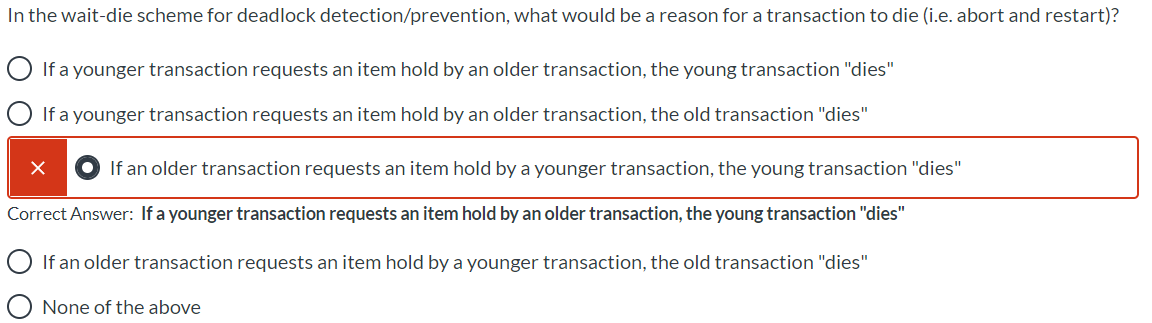 In the wait-die scheme for deadlock detection/prevention, what would be a reason for a transaction to die (i.e. abort and restart)?
If a younger transaction requests an item hold by an older transaction, the young transaction "dies"
If a younger transaction requests an item hold by an older transaction, the old transaction "dies"
If an older transaction requests an item hold by a younger transaction, the young transaction "dies"
Correct Answer: If a younger transaction requests an item hold by an older transaction, the young transaction "dies"
If an older transaction requests an item hold by a younger transaction, the old transaction "dies"
None of the above